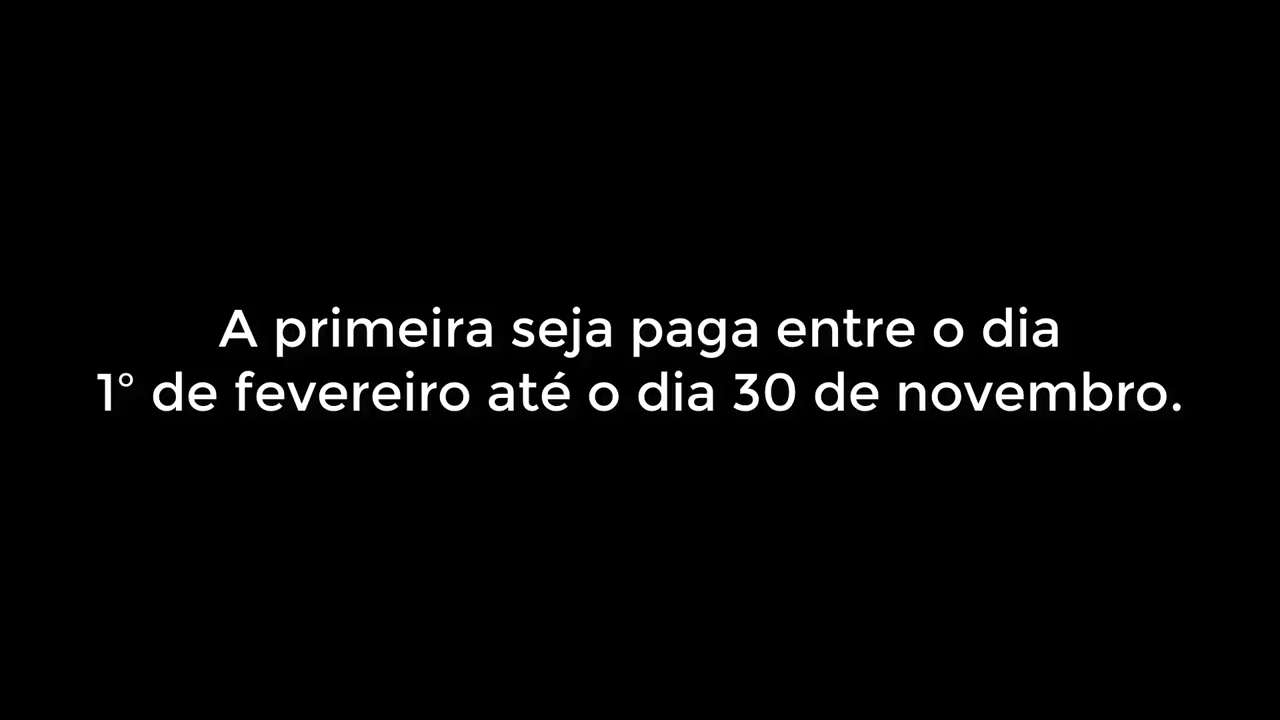 A primeira seja paga entre o dia
1° de fevereiro até o dia 30 de novembro.